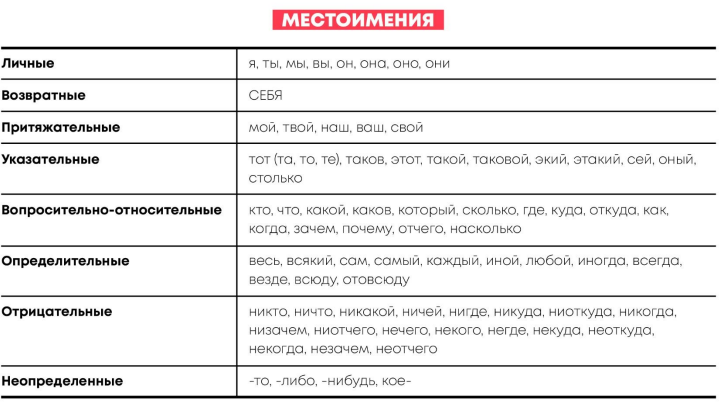 МЕСТОИМЕНИЯ
Личные
я, ты, мы, вы, он, она, оно, они
Возвратные
СЕБЯ
Притяжательные
мой, твой, наш, ваш, свой
Указательные
тот (та, то, те), таков, этот, такой, таковой, экий, этакий, сей, оный,
столько
Вопросительно-относительные
кто, что, какой, каков, который, сколько, где, куда, откуда, как,
когда, зачем, почему, отчего, насколько
Определительные
весь, всякий, сам, самый, каждый, иной, любой, иногда, всегда,
везде, всюду, отовсюду
Отрицательные
никто, ничто, никакой, ничей, нигде, никуда, ниоткуда, никогда,
низачем, ниотчего, нечего, некого, негде, некуда, неоткуда,
некогда, незачем, неотчего
Неопределенные
-то, -либо, -нибудь, кое-